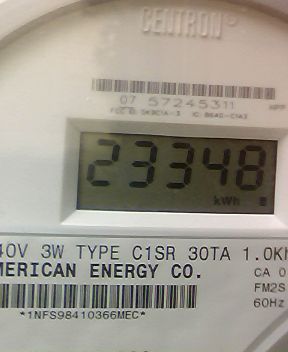 CENTRON®
07 57245311
23348
kWh
40V 3W TYPE C1SR 30TA 1.0Kh
MERICAN ENERGY CO.
CA 0
FM2S
60Hz
*1NFS98410366MEC*